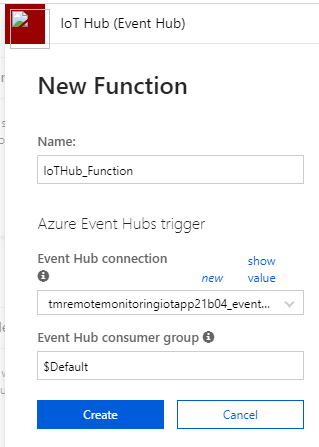 IoT Hub (Event Hub)
New Function
Name:
IoTHub_Function
Azure Event Hubs trigger
Event Hub connection
new
show value
tmremotemonitoringiotapp21b04_event...
Event Hub consumer group
$Default
Create
Cancel